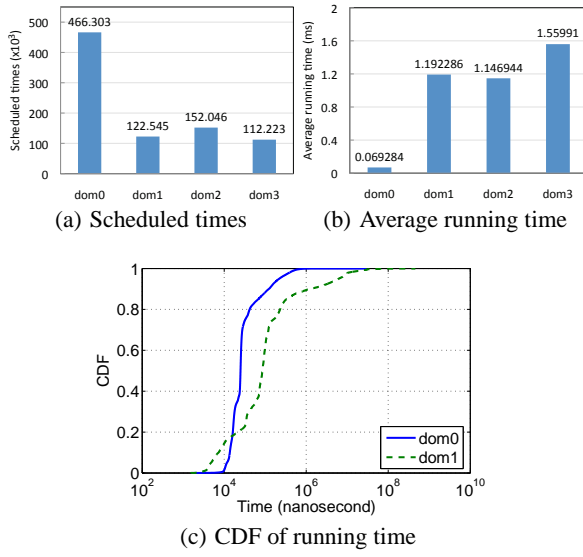 Scheduled times (x10³)
500
400
300
200
100
0
466.303
122.545
152.046
112.223
dom0 dom1 dom2 dom3
(a) Scheduled times
Average running time (ms)
2
1.6
1.2
0.8
0.4
0
0.069284
1.192286
1.146944
1.55991
dom0 dom1 dom2 dom3
(b) Average running time
CDF
1
0.8
0.6
0.4
0.2
0
dom0
dom1
10² 10⁴ 10⁶ 10⁸ 10¹⁰
Time (nanosecond)
(c) CDF of running time